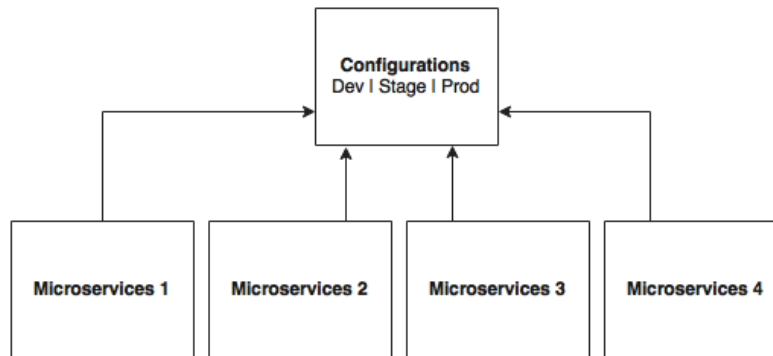 Configurations
Dev | Stage | Prod
Microservices 1
Microservices 2
Microservices 3
Microservices 4